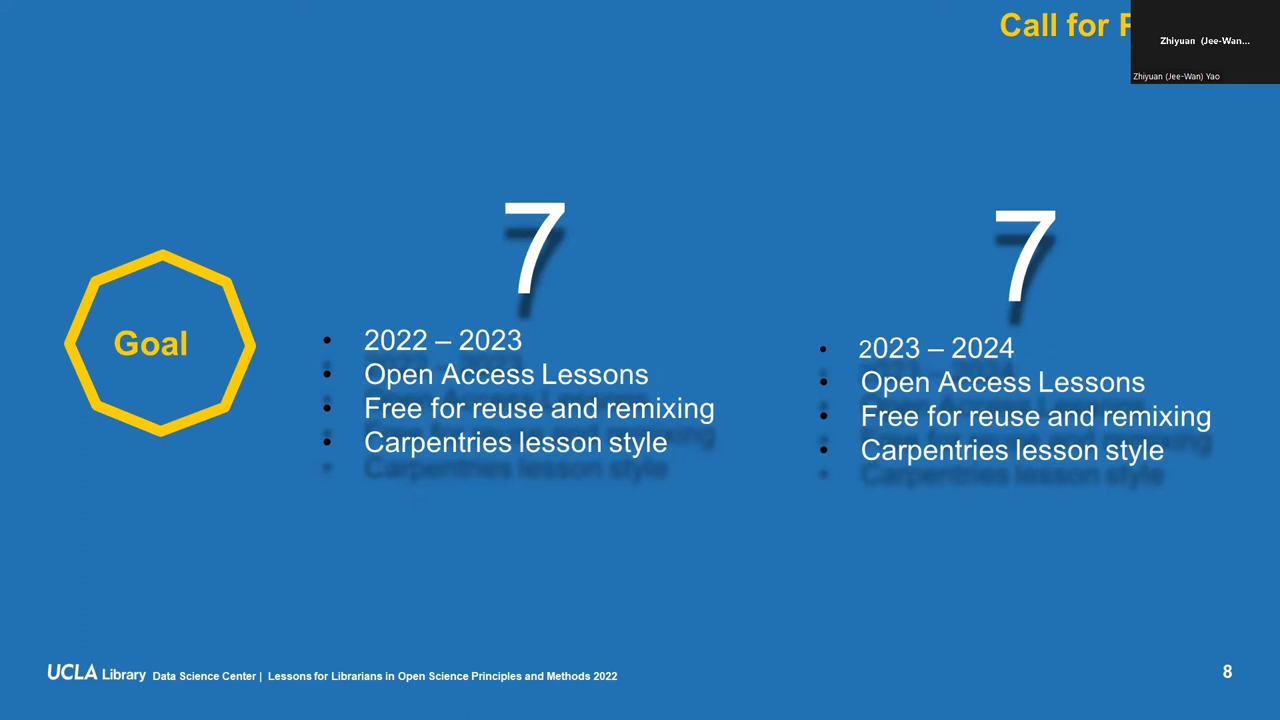 Call for
Zhiyuan (Jee-Wan...
Zhiyuan (Jee-Wan) Yao
Goal
7
• 2022 – 2023
• Open Access Lessons
• Free for reuse and remixing
• Carpentries lesson style
7
• 2023 – 2024
• Open Access Lessons
• Free for reuse and remixing
• Carpentries lesson style
UCLA Library Data Science Center | Lessons for Librarians in Open Science Principles and Methods 2022
8